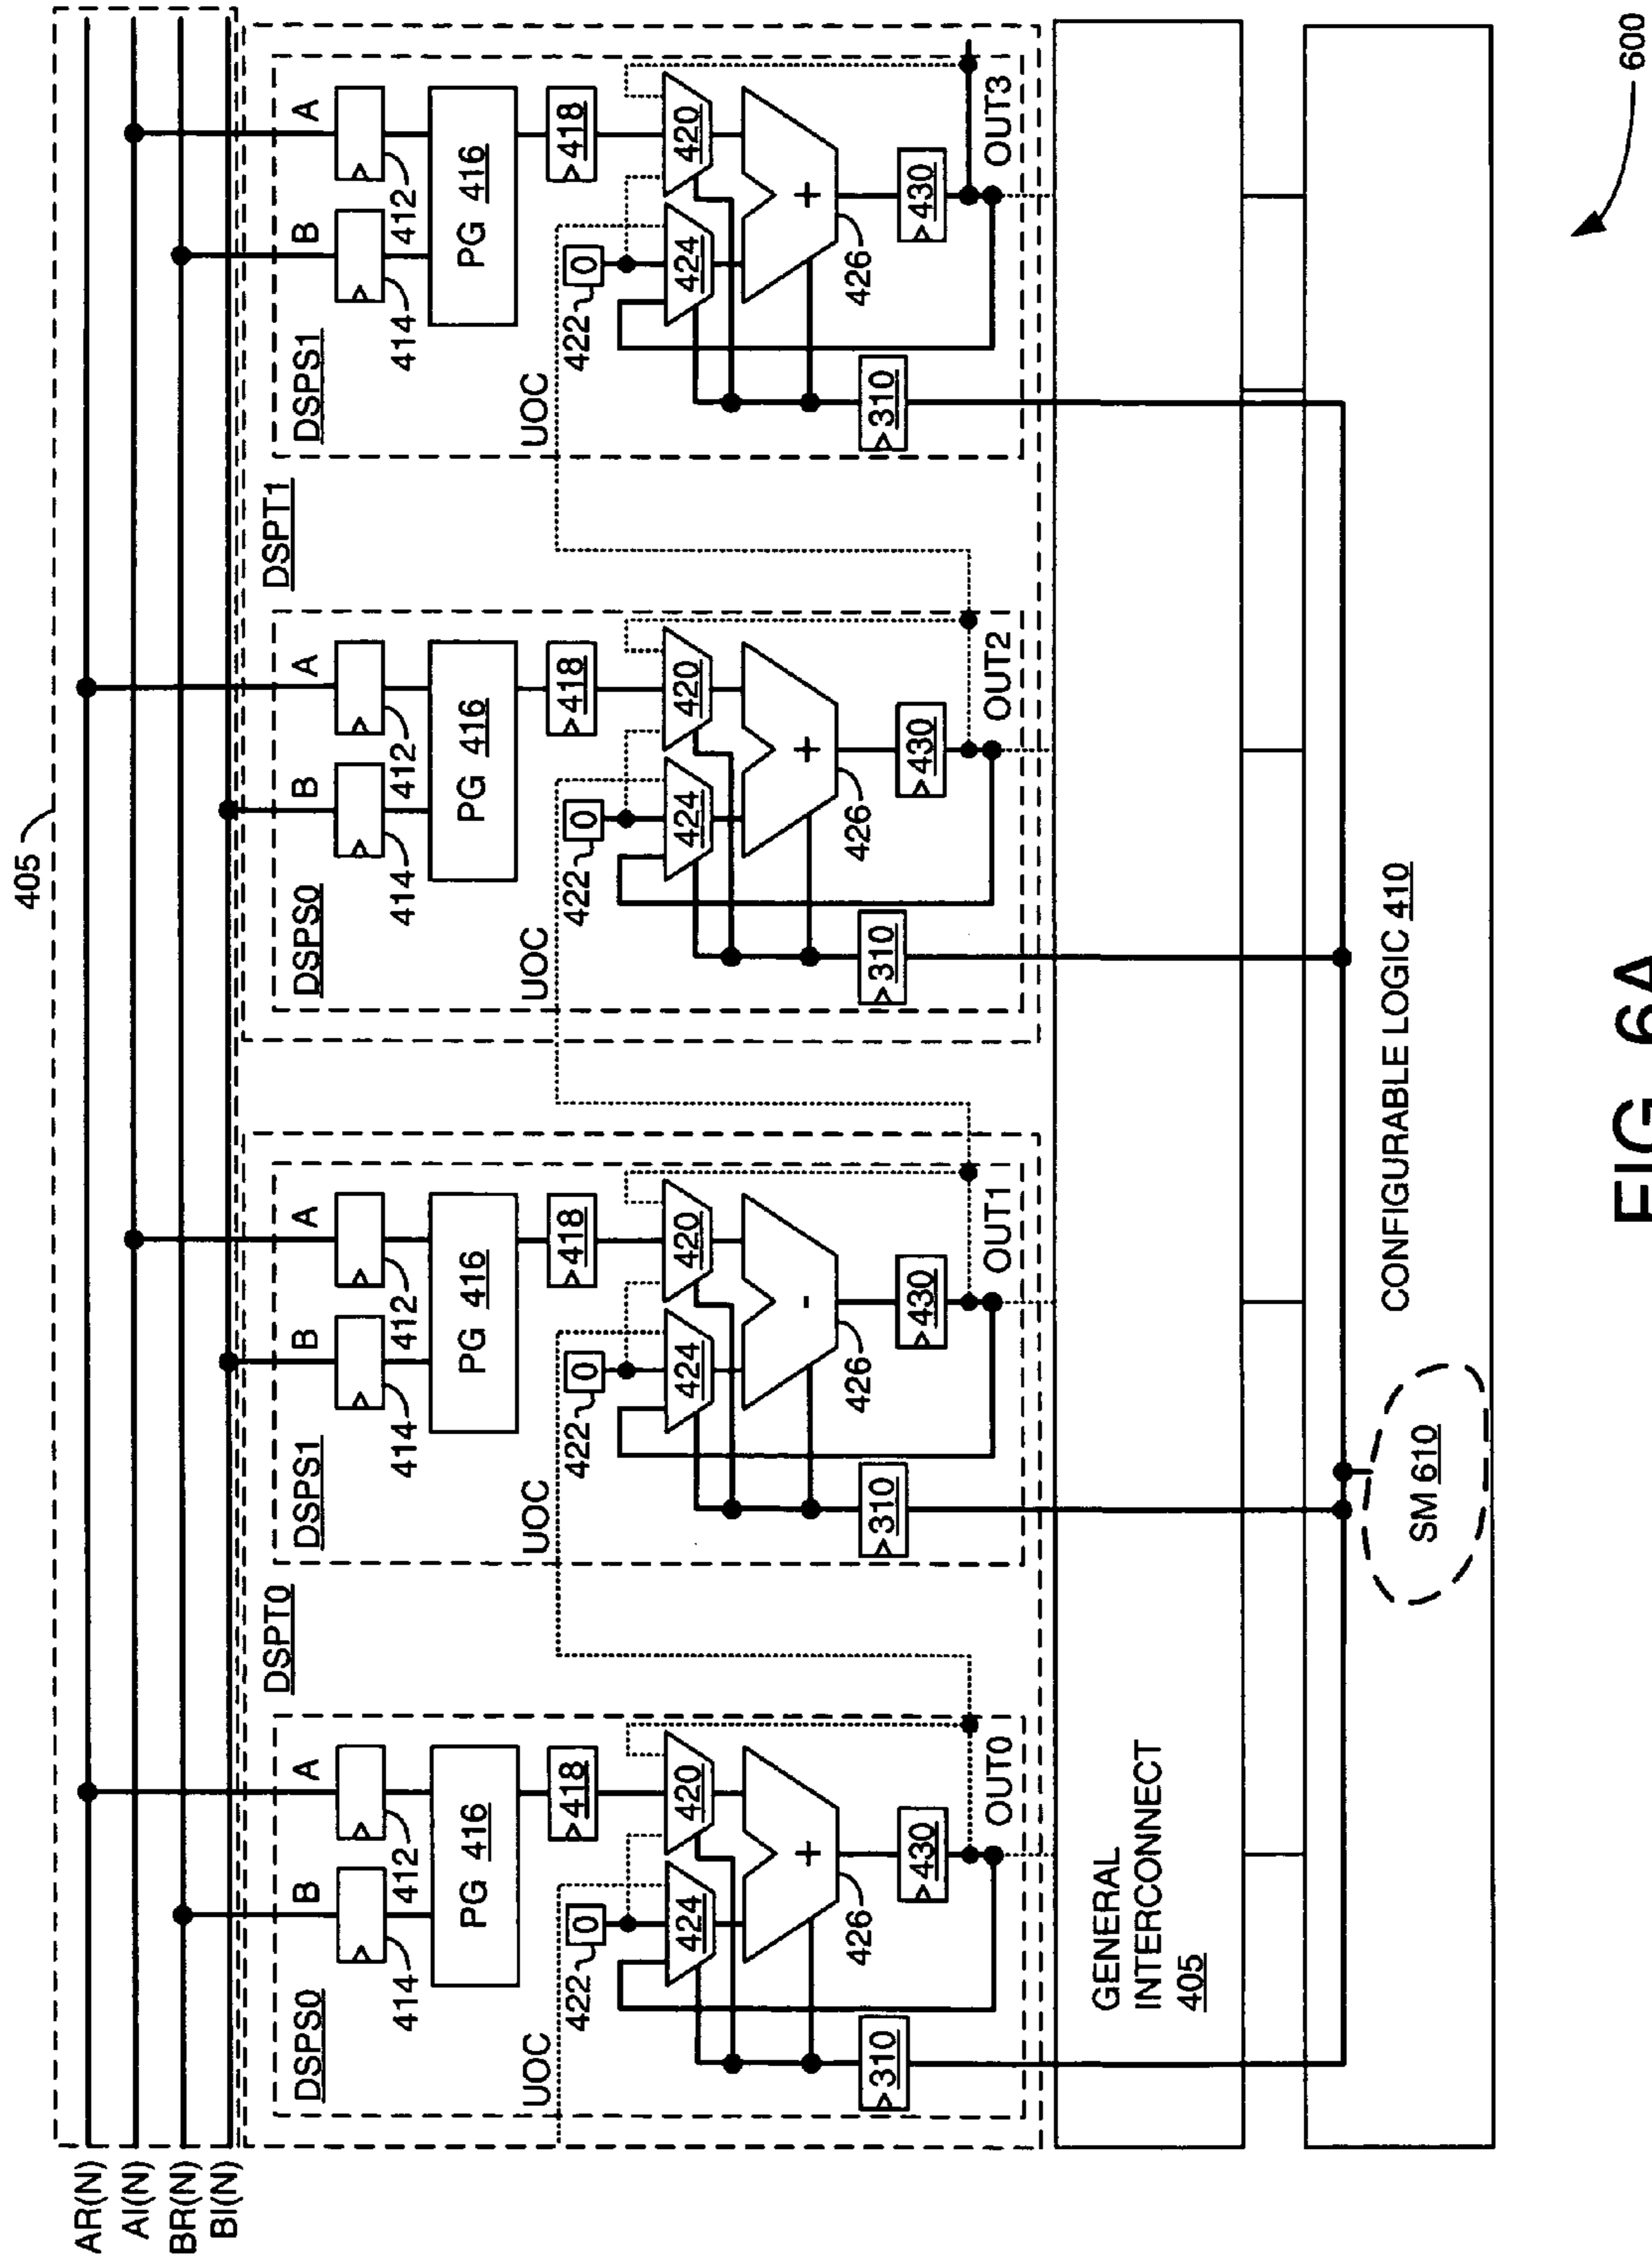 405
AR(N)
AI(N)
BR(N)
BI(N)
DSPT0
DSPT1
DSPS0
B
A
414
412
PG 416
418
UOC
422
0
424
420
+
426
310
430
OUT0
DSPS1
B
A
414
412
PG 416
418
UOC
422
0
424
420
-
426
310
430
OUT1
DSPS0
B
A
414
412
PG 416
418
UOC
422
0
424
420
+
426
310
430
OUT2
DSPS1
B
A
414
412
PG 416
418
UOC
422
0
424
420
+
426
310
430
OUT3
GENERAL
INTERCONNECT
405
SM 610
CONFIGURABLE LOGIC 410
FIG. 6A
600